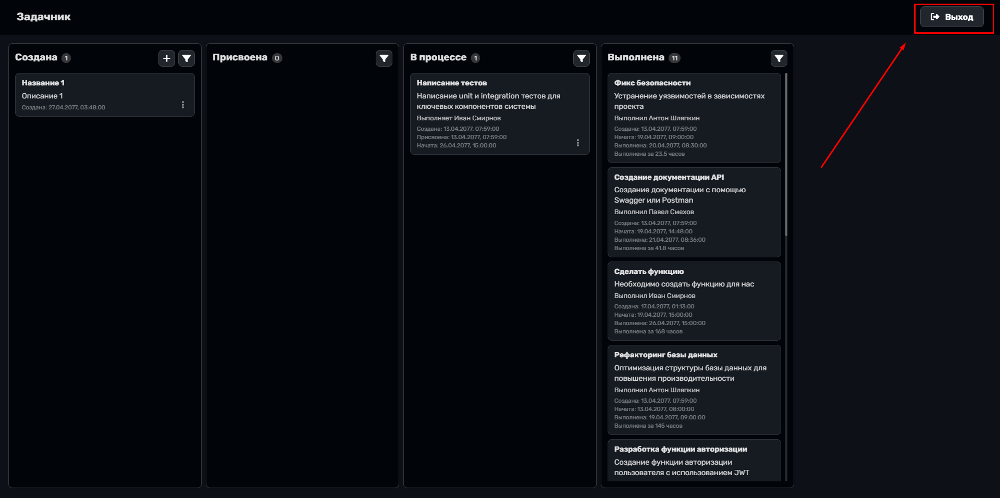 Задачник
Выход
Создана 1
Название 1
Описание 1
Создана: 27.04.2077, 03:48:00
Присвоена 0
В процессе 1
Написание тестов
Написание unit и integration тестов для
ключевых компонентов системы
Выполняет Иван Смирнов
Создана: 13.04.2077, 07:59:00
Присвоена: 13.04.2077, 07:59:00
Начата: 26.04.2077, 15:00:00
Выполнена 11
Фикс безопасности
Устранение уязвимостей в зависимостях
проекта
Выполнил Антон Шляпкин
Создана: 13.04.2077, 07:59:00
Начата: 19.04.2077, 09:00:00
Выполнена: 20.04.2077, 08:30:00
Выполнена за 23.5 часов
Создание документации API
Создание документации с помощью
Swagger или Postman
Выполнил Павел Смехов
Создана: 13.04.2077, 07:59:00
Начата: 19.04.2077, 14:48:00
Выполнена: 21.04.2077, 08:36:00
Выполнена за 41.8 часов
Сделать функцию
Необходимо создать функцию для нас
Выполнил Иван Смирнов
Создана: 17.04.2077, 01:13:00
Начата: 19.04.2077, 15:00:00
Выполнена: 26.04.2077, 15:00:00
Выполнена за 168 часов
Рефакторинг базы данных
Оптимизация структуры базы данных для
повышения производительности
Выполнил Антон Шляпкин
Создана: 13.04.2077, 07:59:00
Начата: 13.04.2077, 08:00:00
Выполнена: 19.04.2077, 09:00:00
Выполнена за 145 часов
Разработка функции авторизации
Создание функции авторизации
пользователя с использованием JWT